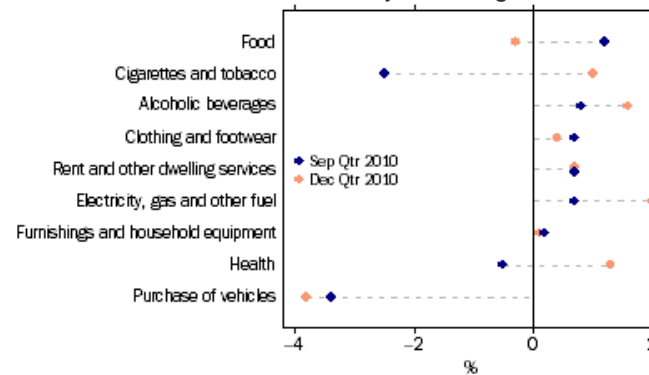 Food
Cigarettes and tobacco
Alcoholic beverages
Clothing and footwear
Sep Qtr 2010
Rent and other dwelling services
Dec Qtr 2010
Electricity, gas and other fuel
Furnishings and household equipment
Health
Purchase of vehicles
−4 −2 0
%